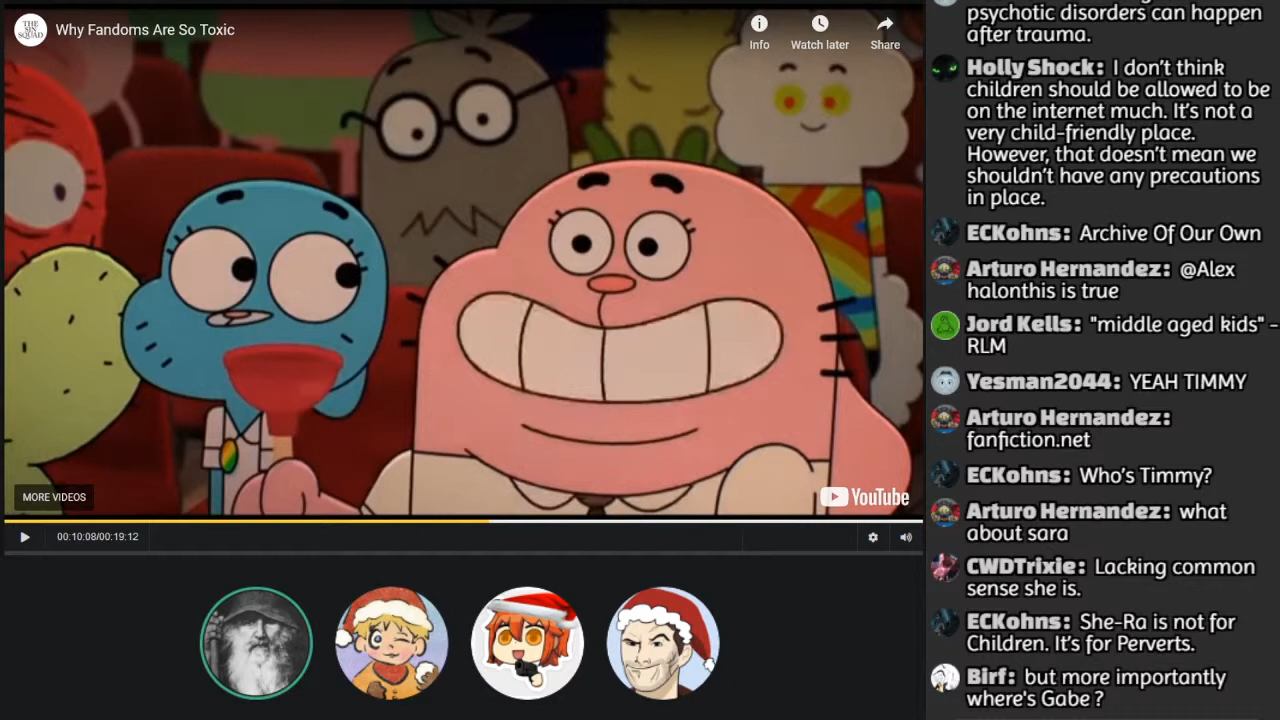 THE
SIN
SQUAD
Why Fandoms Are So Toxic
Info
Watch later
Share
MORE VIDEOS
YouTube
00:10:08/00:19:12
psychotic disorders can happen
after trauma.
Holly Shock: I don't think
children should be allowed to be
on the internet much. It's not a
very child-friendly place.
However, that doesn't mean we
shouldn't have any precautions
in place.
ECKohns: Archive Of Our Own
Arturo Hernandez: @Alex
halonthis is true
Jord Kells: "middle aged kids" -
RLM
Yesman2044: YEAH TIMMY
Arturo Hernandez:
fanfiction.net
ECKohns: Who's Timmy?
Arturo Hernandez: what
about sara
CWDTrixie: Lacking common
sense she is.
ECKohns: She-Ra is not for
Children. It's for Perverts.
Birf: but more importantly
where's Gabe ?